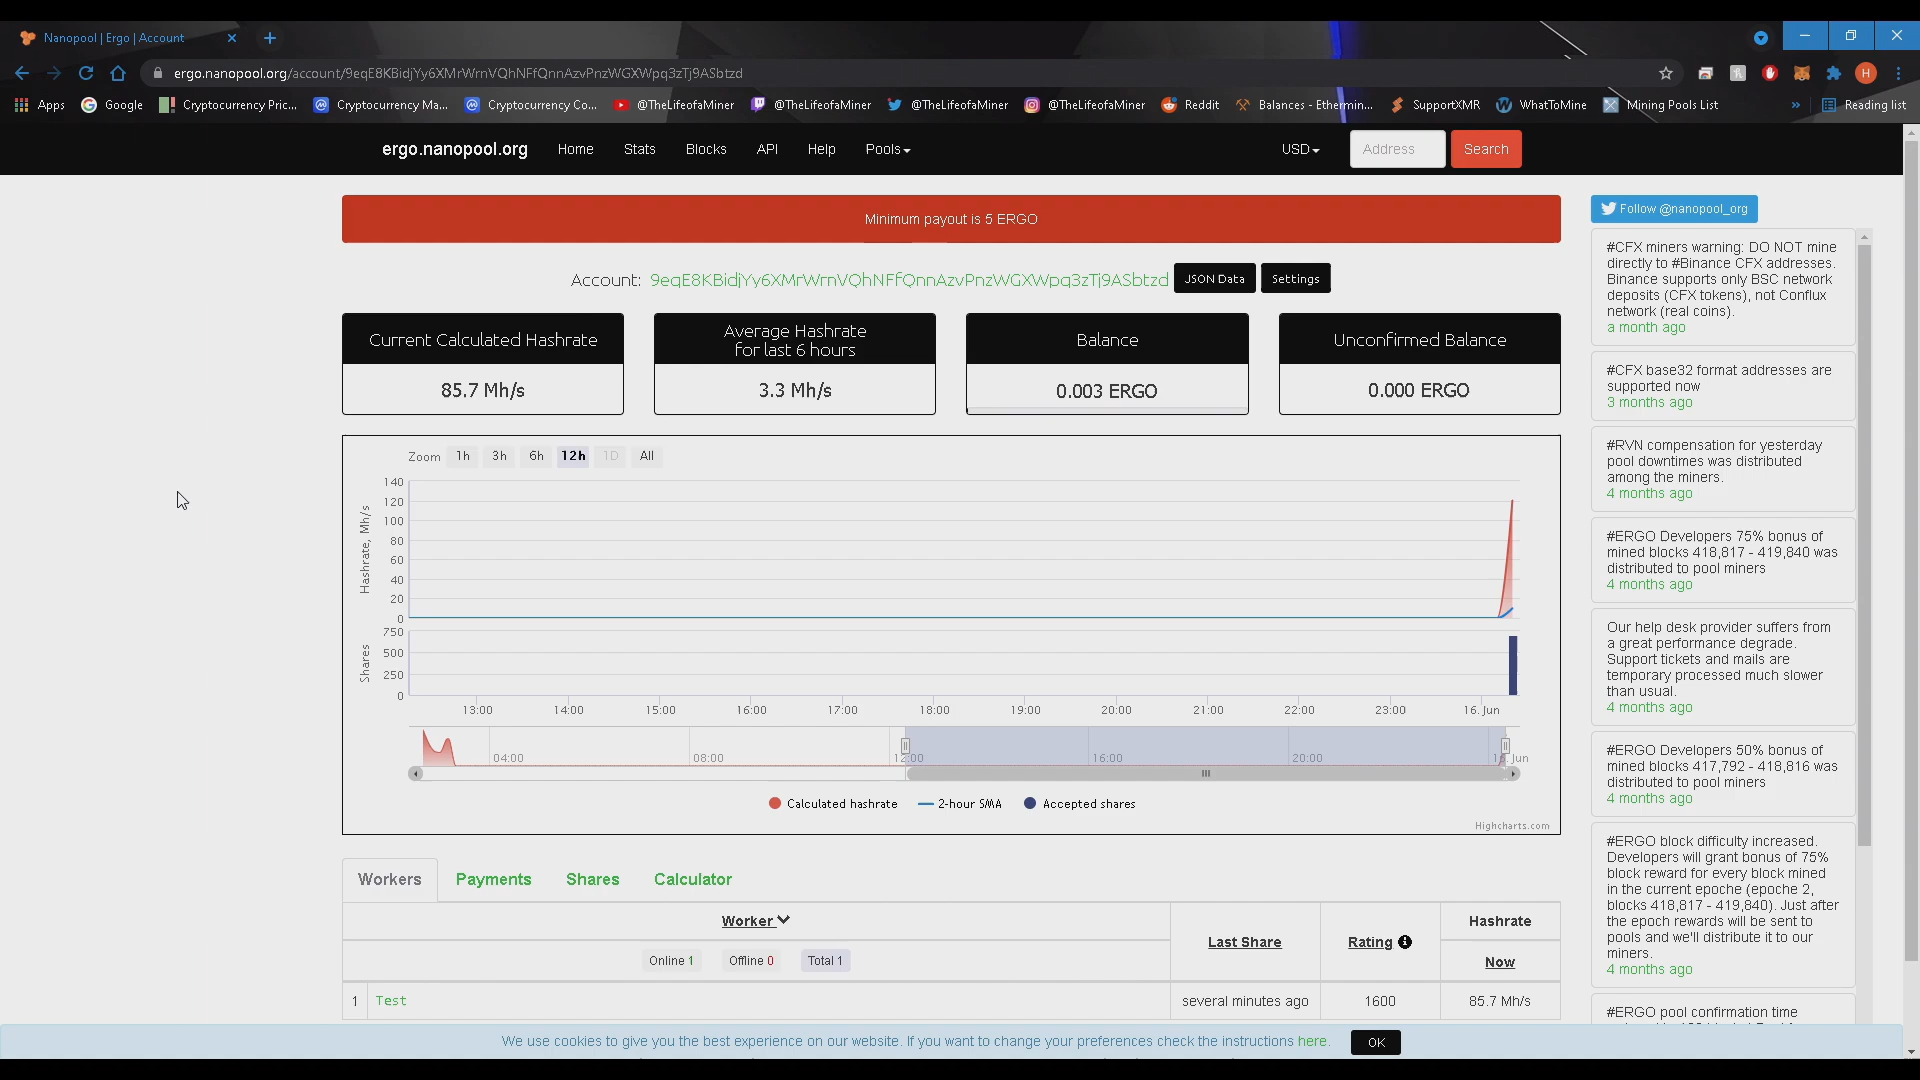 Nanopool | Ergo | Account
ergo.nanopool.org/account/9eqE8KBidjYy6XMrWrnVQhNFfQnnAzvPnzWGXWpq3zTj9ASbtzd
Apps Google Cryptocurrency Pric... Cryptocurrency Ma... Cryptocurrency Co... @TheLifeofaMiner @TheLifeofaMiner @TheLifeofaMiner @TheLifeofaMiner Reddit Balances - Ethermin... SupportXMR WhatToMine Mining Pools List » Reading list
ergo.nanopool.org Home Stats Blocks API Help Pools USD Address Search
Minimum payout is 5 ERGO
Account: 9eqE8KBidjYy6XMrWrnVQhNFfQnnAzvPnzWGXWpq3zTj9ASbtzd JSON Data Settings
Current Calculated Hashrate
85.7 Mh/s
Average Hashrate
for last 6 hours
3.3 Mh/s
Balance
0.003 ERGO
Unconfirmed Balance
0.000 ERGO
Zoom 1h 3h 6h 12h 1D All
Hashrate, Mh/s
140
120
100
80
60
40
20
0
Shares
750
500
250
0
13:00 14:00 15:00 16:00 17:00 18:00 19:00 20:00 21:00 22:00 23:00 16. Jun
04:00 08:00 12:00 16:00 20:00 16. Jun
Calculated hashrate 2-hour SMA Accepted shares
Highcharts.com
Workers Payments Shares Calculator
Worker Last Share Rating Hashrate
Online 1 Offline 0 Total 1 Now
1 Test several minutes ago 1600 85.7 Mh/s
Follow @nanopool_org
#CFX miners warning: DO NOT mine
directly to #Binance CFX addresses.
Binance supports only BSC network
deposits (CFX tokens), not Conflux
network (real coins).
a month ago
#CFX base32 format addresses are
supported now
3 months ago
#RVN compensation for yesterday
pool downtimes was distributed
among the miners.
4 months ago
#ERGO Developers 75% bonus of
mined blocks 418,817 - 419,840 was
distributed to pool miners
4 months ago
Our help desk provider suffers from
a great performance degrade.
Support tickets and mails are
temporary processed much slower
than usual.
4 months ago
#ERGO Developers 50% bonus of
mined blocks 417,792 - 418,816 was
distributed to pool miners
4 months ago
#ERGO block difficulty increased.
Developers will grant bonus of 75%
block reward for every block mined
in the current epoche (epoche 2,
blocks 418,817 - 419,840). Just after
the epoch rewards will be sent to
pools and we'll distribute it to our
miners.
4 months ago
#ERGO pool confirmation time
We use cookies to give you the best experience on our website. If you want to change your preferences check the instructions here. OK